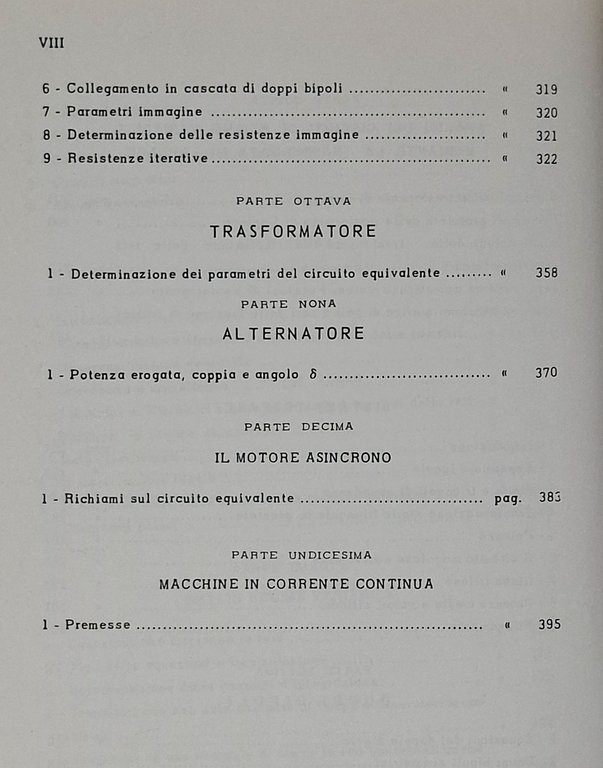 VIII
6 - Collegamento in cascata di doppi bipoli ......................... « 319
7 - Parametri immagine .................................................. « 320
8 - Determinazione delle resistenze immagine ...................... « 321
9 - Resistenze iterative .................................................. « 322
PARTE OTTAVA
TRASFORMATORE
1 - Determinazione dei parametri del circuito equivalente ......... « 358
PARTE NONA
ALTERNATORE
1 - Potenza erogata, coppia e angolo δ ............................... « 370
PARTE DECIMA
IL MOTORE ASINCRONO
1 - Richiami sul circuito equivalente ................................. pag. 383
PARTE UNDICESIMA
MACCHINE IN CORRENTE CONTINUA
1 - Premesse ............................................................... « 395